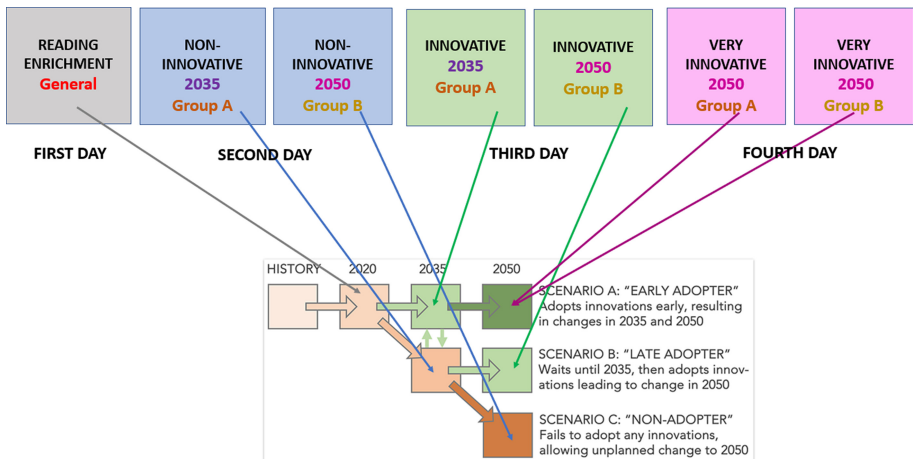 READING
ENRICHMENT
General
NON-
INNOVATIVE
2035
Group A
NON-
INNOVATIVE
2050
Group B
INNOVATIVE
2035
Group A
INNOVATIVE
2050
Group B
VERY
INNOVATIVE
2050
Group A
VERY
INNOVATIVE
2050
Group B
FIRST DAY
SECOND DAY
THIRD DAY
FOURTH DAY
HISTORY
2020
2035
2050
SCENARIO A: "EARLY ADOPTER"
Adopts innovations early, resulting
in changes in 2035 and 2050
SCENARIO B: "LATE ADOPTER"
Waits until 2035, then adopts innov-
ations leading to change in 2050
SCENARIO C: "NON-ADOPTER"
Fails to adopt any innovations,
allowing unplanned change to 2050